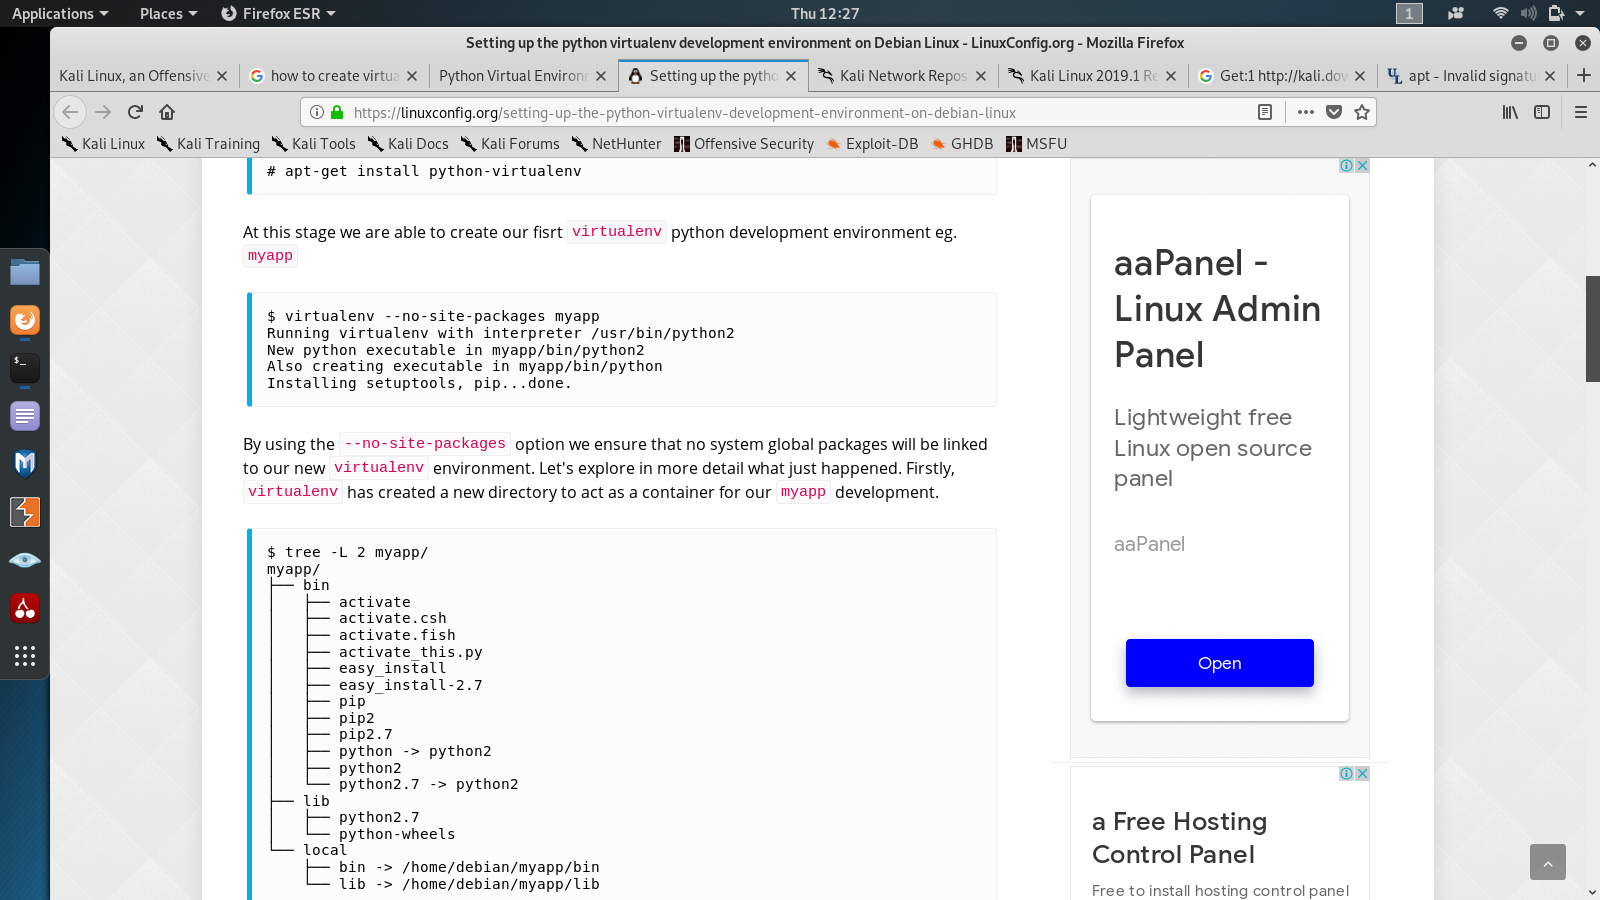 Applications Places Firefox ESR Thu 12:27 1
Setting up the python virtualenv development environment on Debian Linux - LinuxConfig.org - Mozilla Firefox
Kali Linux, an Offensive how to create virtua Python Virtual Environ Setting up the pytho Kali Network Repos Kali Linux 2019.1 Re Get:1 http://kali.dow apt - Invalid signatu
https://linuxconfig.org/setting-up-the-python-virtualenv-development-environment-on-debian-linux
Kali Linux Kali Training Kali Tools Kali Docs Kali Forums NetHunter Offensive Security Exploit-DB GHDB MSFU
# apt-get install python-virtualenv
At this stage we are able to create our fisrt virtualenv python development environment eg.
myapp
$ virtualenv --no-site-packages myapp
Running virtualenv with interpreter /usr/bin/python2
New python executable in myapp/bin/python2
Also creating executable in myapp/bin/python
Installing setuptools, pip...done.
By using the --no-site-packages option we ensure that no system global packages will be linked
to our new virtualenv environment. Let's explore in more detail what just happened. Firstly,
virtualenv has created a new directory to act as a container for our myapp development.
$ tree -L 2 myapp/
myapp/
├── bin
│   ├── activate
│   ├── activate.csh
│   ├── activate.fish
│   ├── activate_this.py
│   ├── easy_install
│   ├── easy_install-2.7
│   ├── pip
│   ├── pip2
│   ├── pip2.7
│   ├── python -> python2
│   ├── python2
│   └── python2.7 -> python2
├── lib
│   ├── python2.7
│   └── python-wheels
└── local
    ├── bin -> /home/debian/myapp/bin
    └── lib -> /home/debian/myapp/lib
aaPanel -
Linux Admin
Panel
Lightweight free
Linux open source
panel
aaPanel
Open
a Free Hosting
Control Panel
Free to install hosting control panel